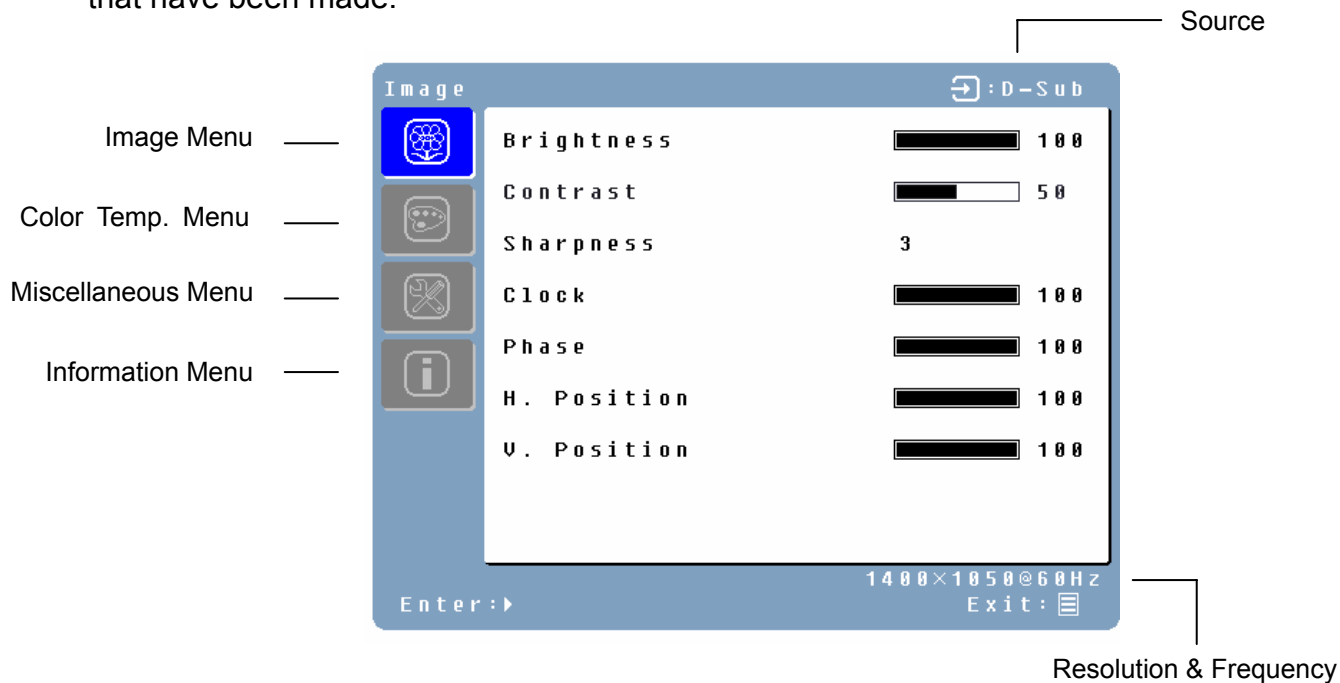 that have been made.
Source
Image
:D-Sub
Image Menu
Color Temp. Menu
Miscellaneous Menu
Information Menu
Brightness 100
Contrast 50
Sharpness 3
Clock 100
Phase 100
H. Position 100
V. Position 100
1400×1050@60Hz
Enter: Exit:
Resolution & Frequency